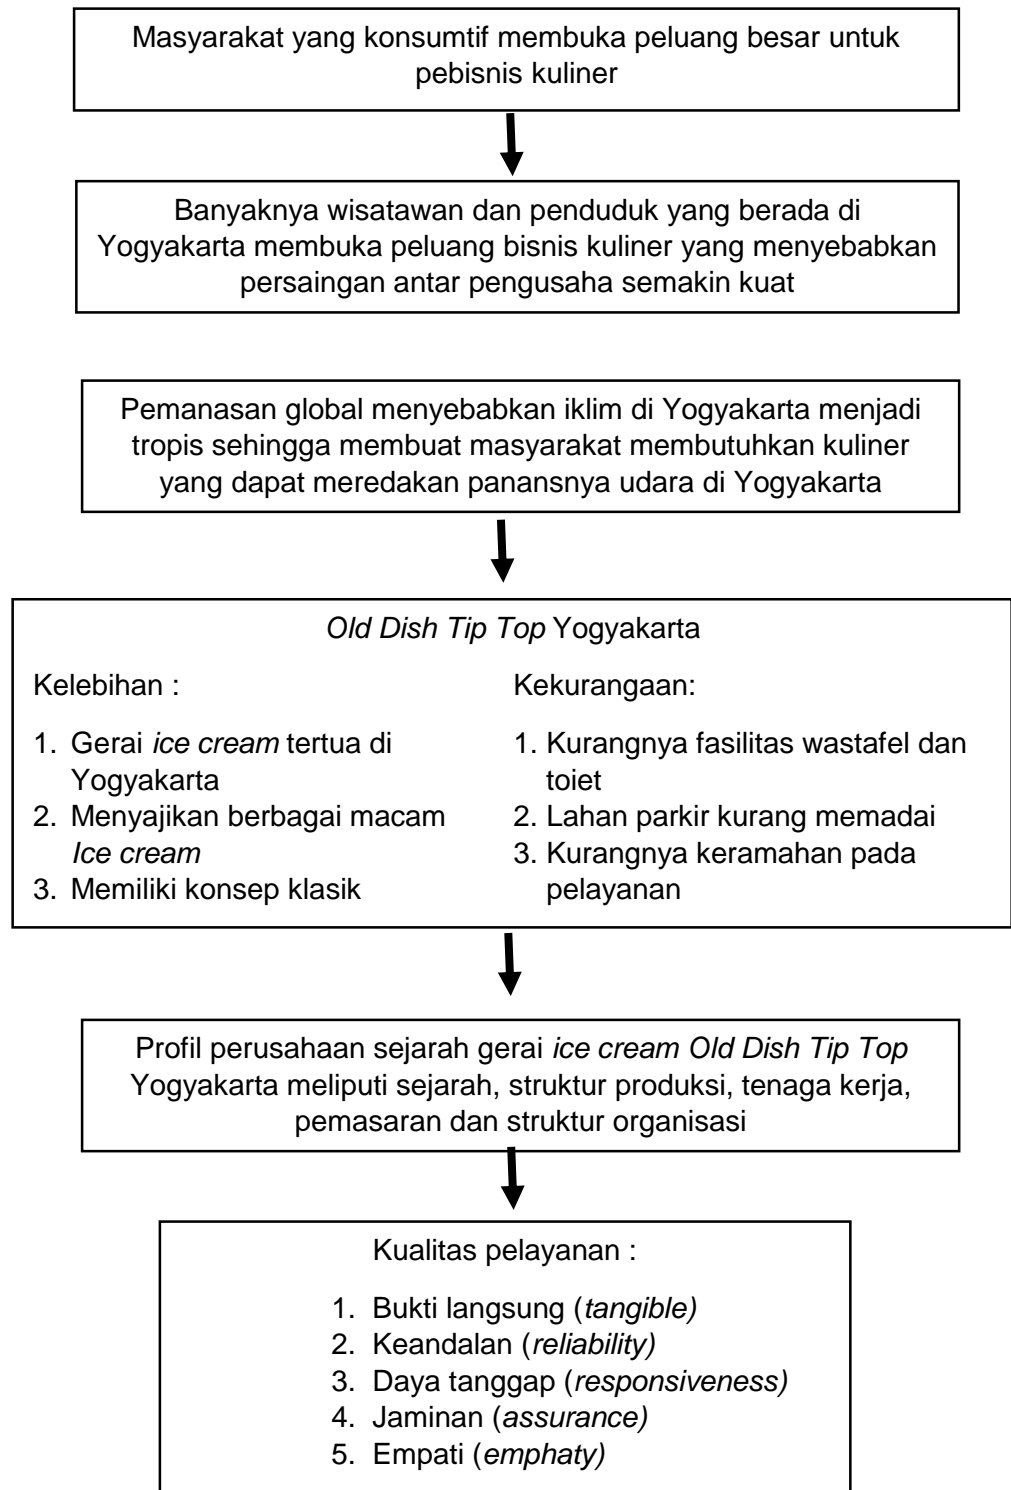 Masyarakat yang konsumtif membuka peluang besar untuk
pebisnis kuliner
Banyaknya wisatawan dan penduduk yang berada di
Yogyakarta membuka peluang bisnis kuliner yang menyebabkan
persaingan antar pengusaha semakin kuat
Pemanasan global menyebabkan iklim di Yogyakarta menjadi
tropis sehingga membuat masyarakat membutuhkan kuliner
yang dapat meredakan panansnya udara di Yogyakarta
Old Dish Tip Top Yogyakarta
Kelebihan :
1. Gerai ice cream tertua di
Yogyakarta
2. Menyajikan berbagai macam
Ice cream
3. Memiliki konsep klasik
Kekurangaan:
1. Kurangnya fasilitas wastafel dan
toiet
2. Lahan parkir kurang memadai
3. Kurangnya keramahan pada
pelayanan
Profil perusahaan sejarah gerai ice cream Old Dish Tip Top
Yogyakarta meliputi sejarah, struktur produksi, tenaga kerja,
pemasaran dan struktur organisasi
Kualitas pelayanan :
1. Bukti langsung (tangible)
2. Keandalan (reliability)
3. Daya tanggap (responsiveness)
4. Jaminan (assurance)
5. Empati (emphaty)